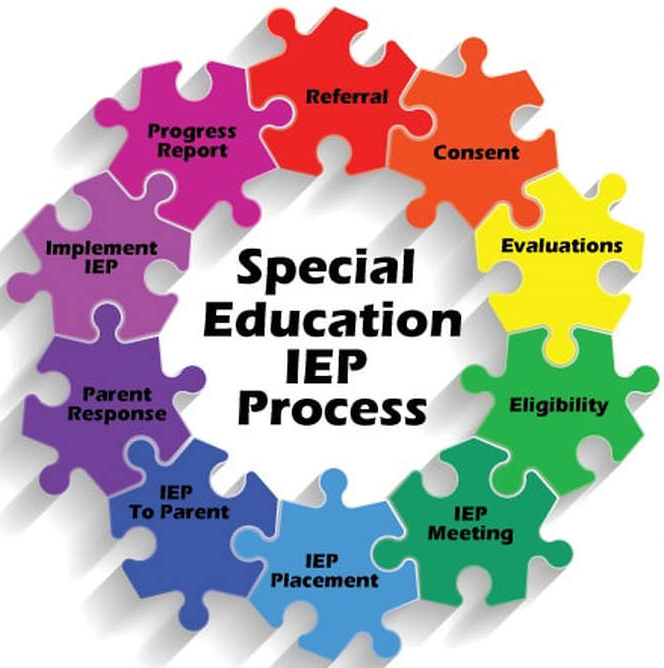 Special
Education
IEP
Process
Referral
Consent
Evaluations
Eligibility
IEP
Meeting
IEP
Placement
IEP
To Parent
Parent
Response
Implement
IEP
Progress
Report